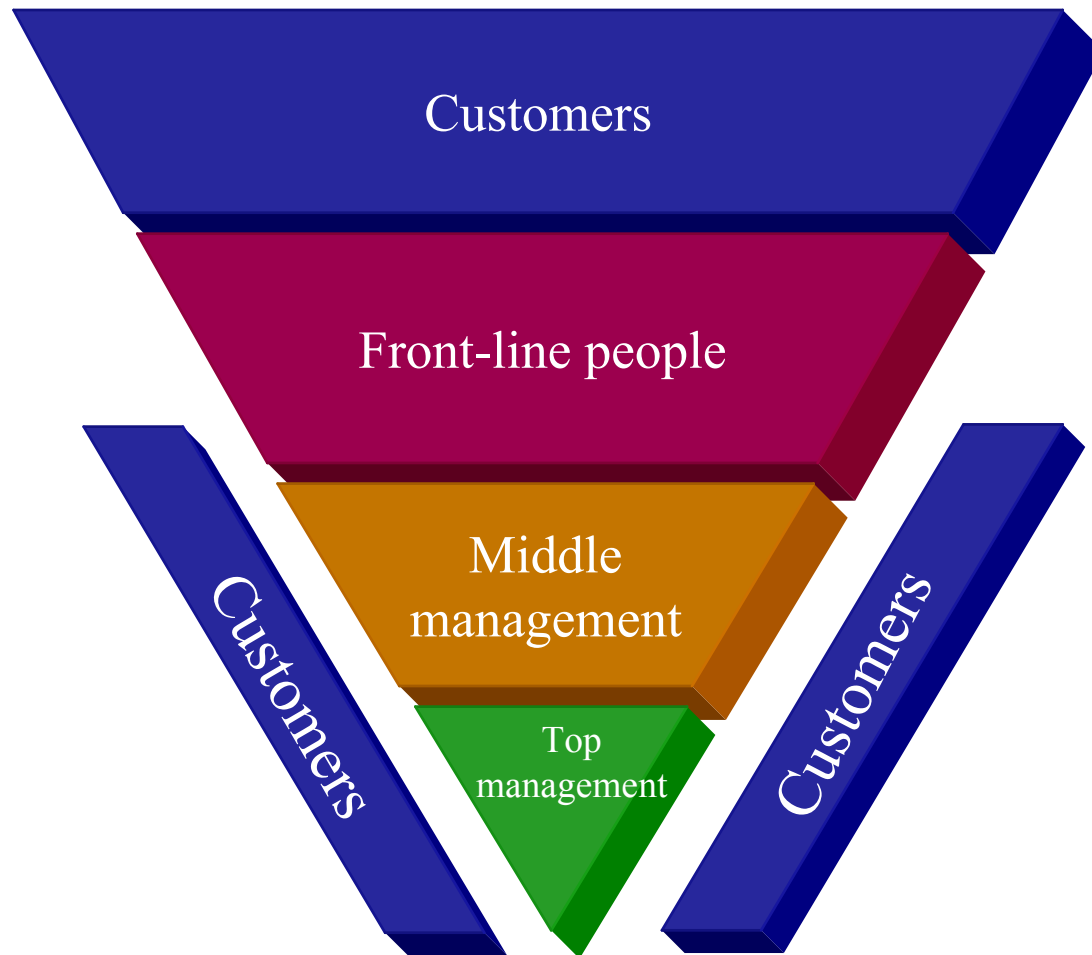 Customers
Front-line people
Middle
management
Top
management
Customers
Customers